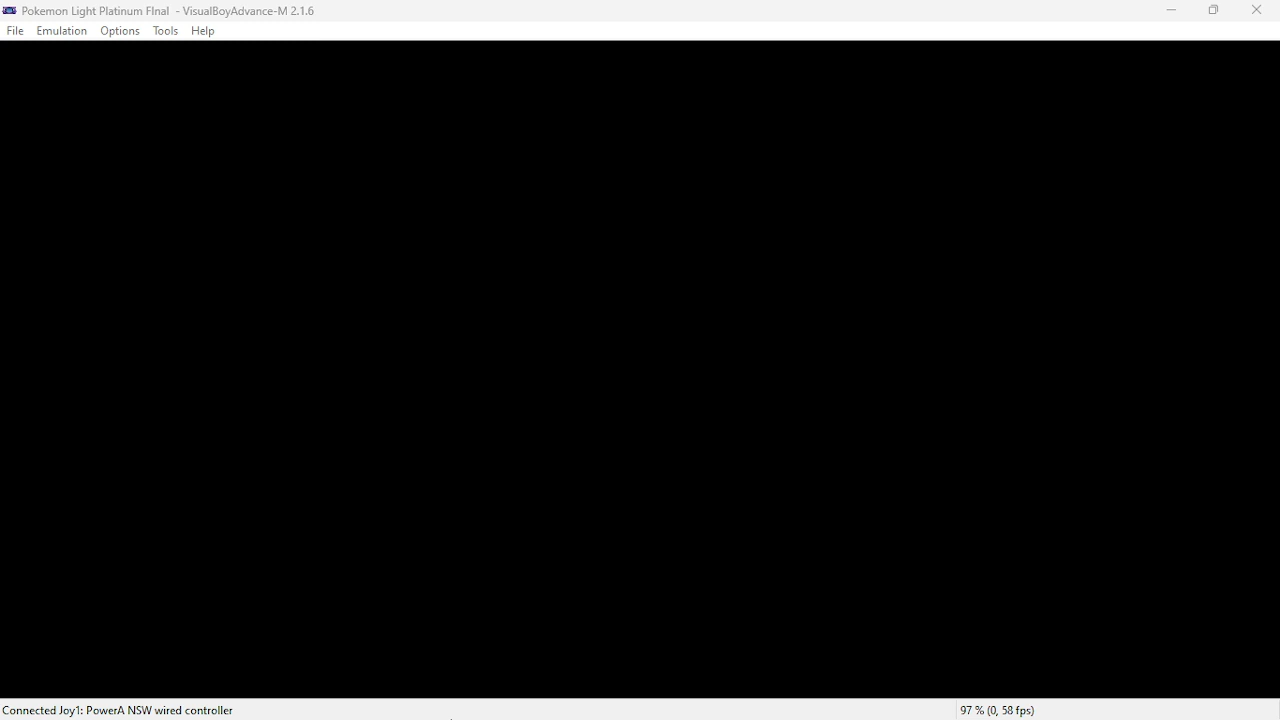 Pokemon Light Platinum FInal - VisualBoyAdvance-M 2.1.6
File Emulation Options Tools Help
Connected Joy1: PowerA NSW wired controller 97 % (0, 58 fps)